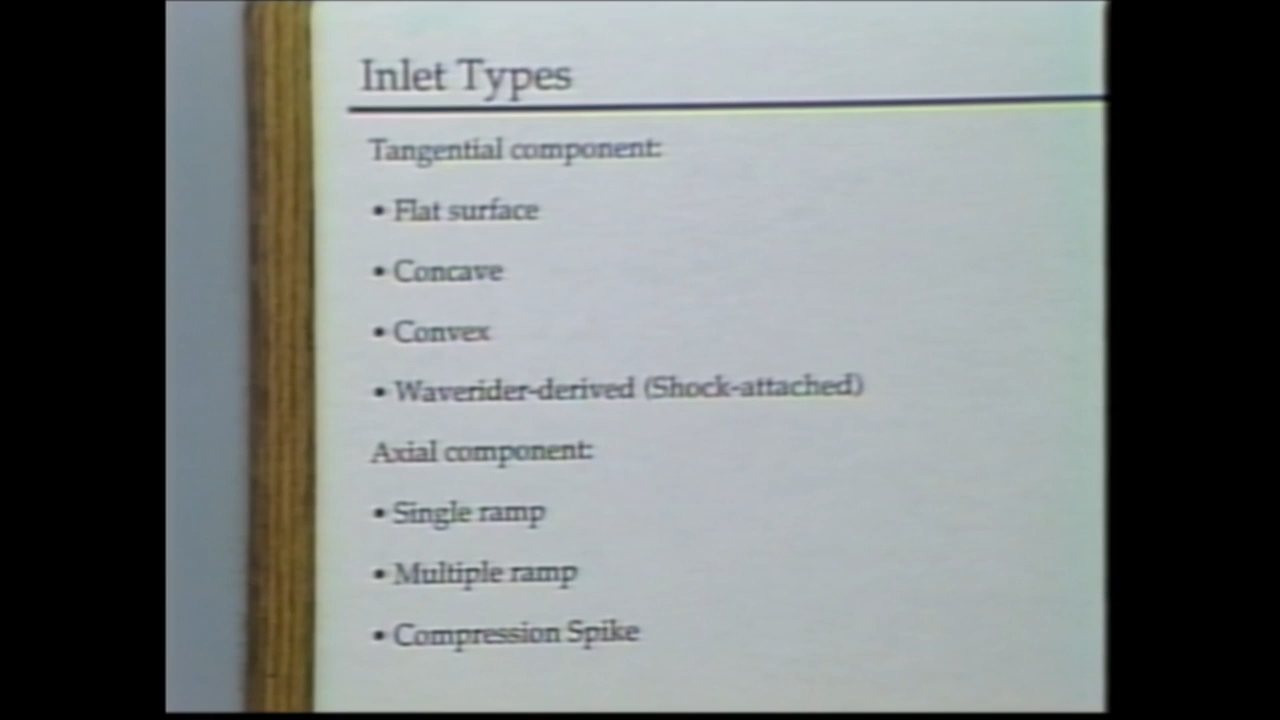 Inlet Types
Tangential component:
• Flat surface
• Concave
• Convex
• Waverider-derived (Shock-attached)
Axial component:
• Single ramp
• Multiple ramp
• Compression Spike